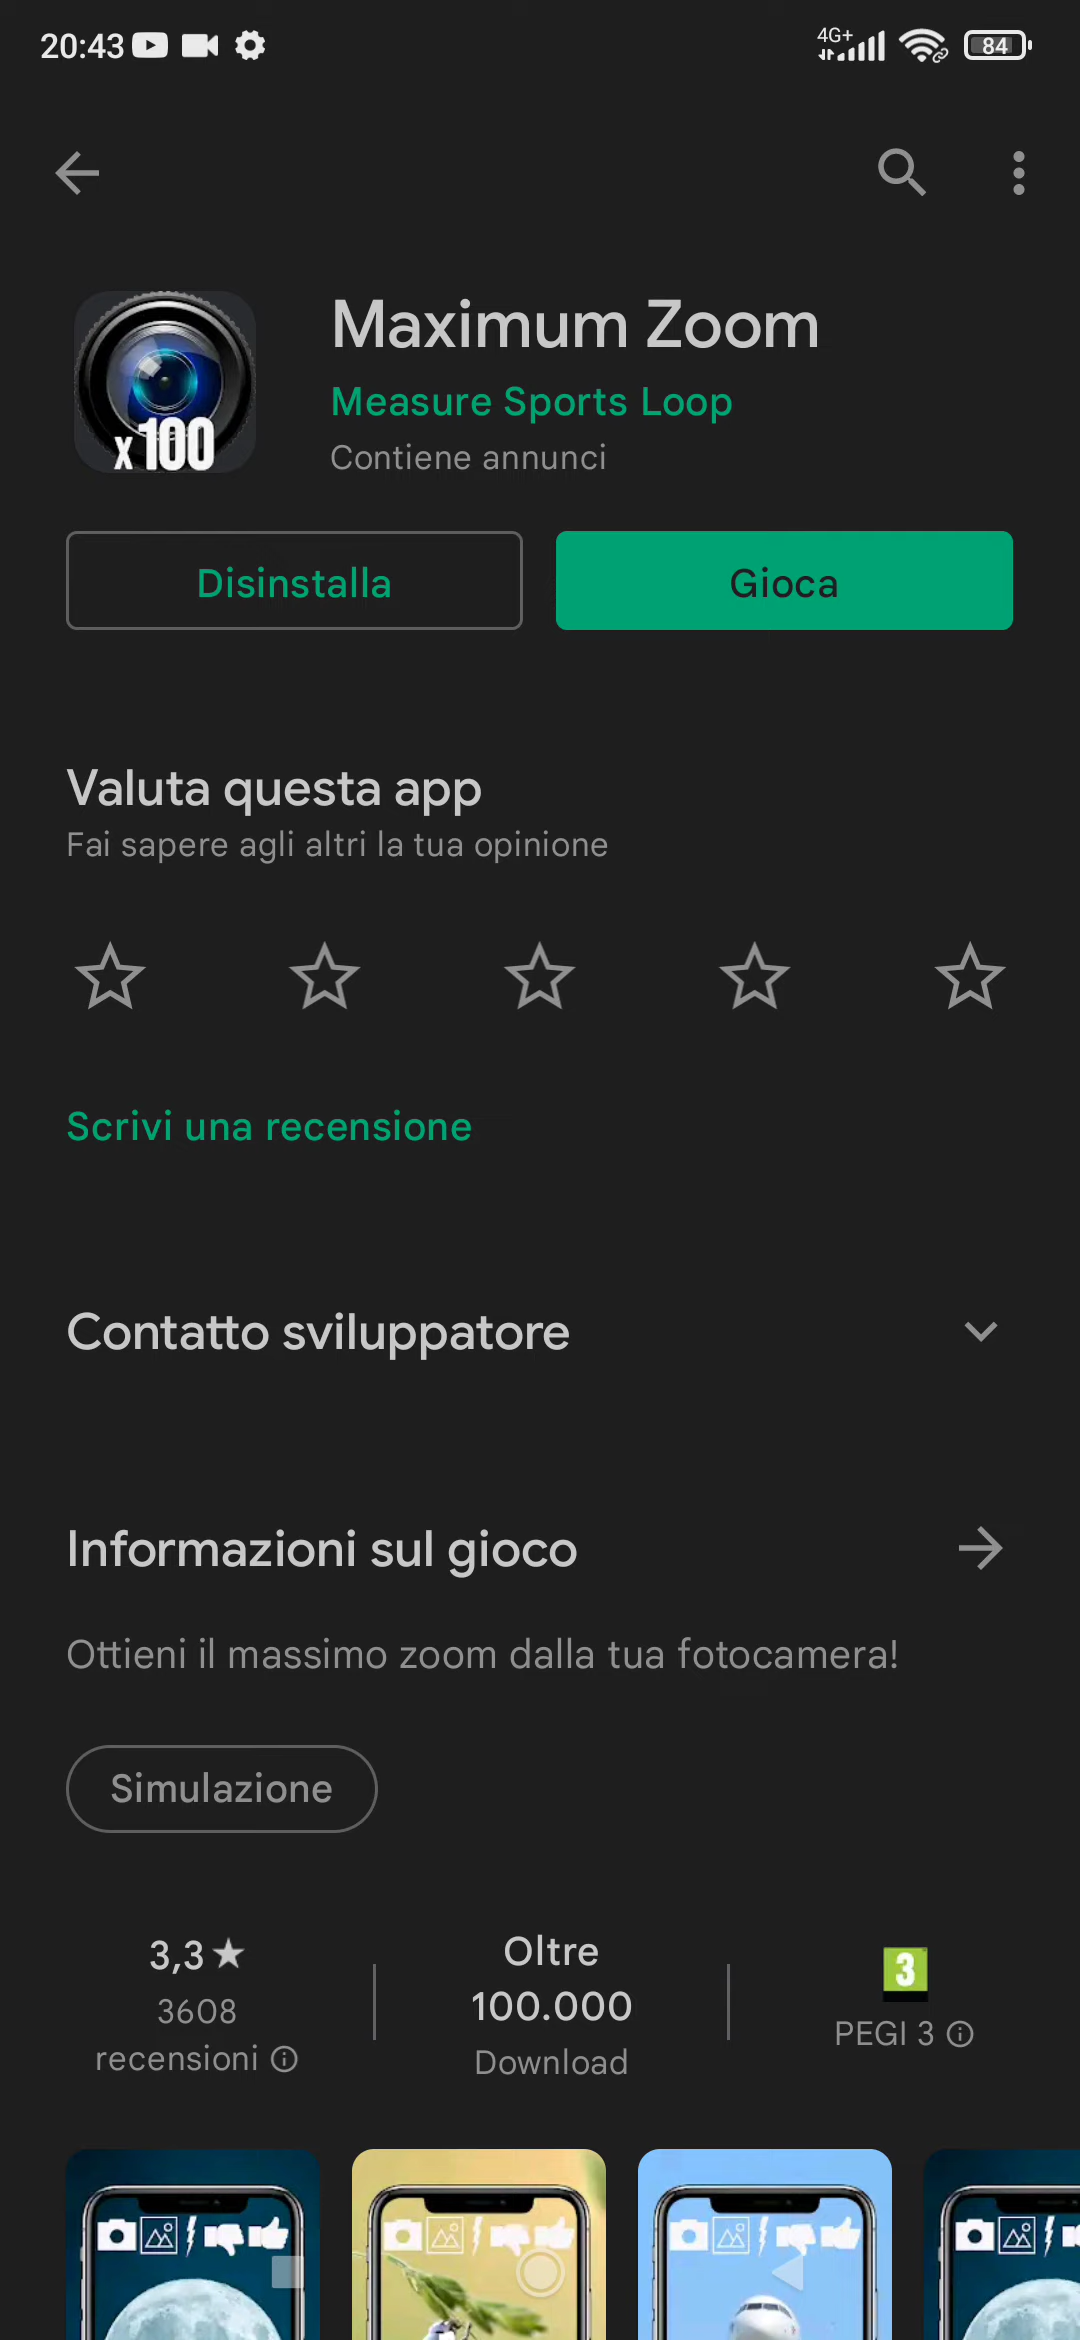 20:43
4G+
84
Maximum Zoom
Measure Sports Loop
Contiene annunci
x100
Disinstalla
Gioca
Valuta questa app
Fai sapere agli altri la tua opinione
Scrivi una recensione
Contatto sviluppatore
Informazioni sul gioco
Ottieni il massimo zoom dalla tua fotocamera!
Simulazione
3,3★
3608
recensioni
Oltre
100.000
Download
3
PEGI 3